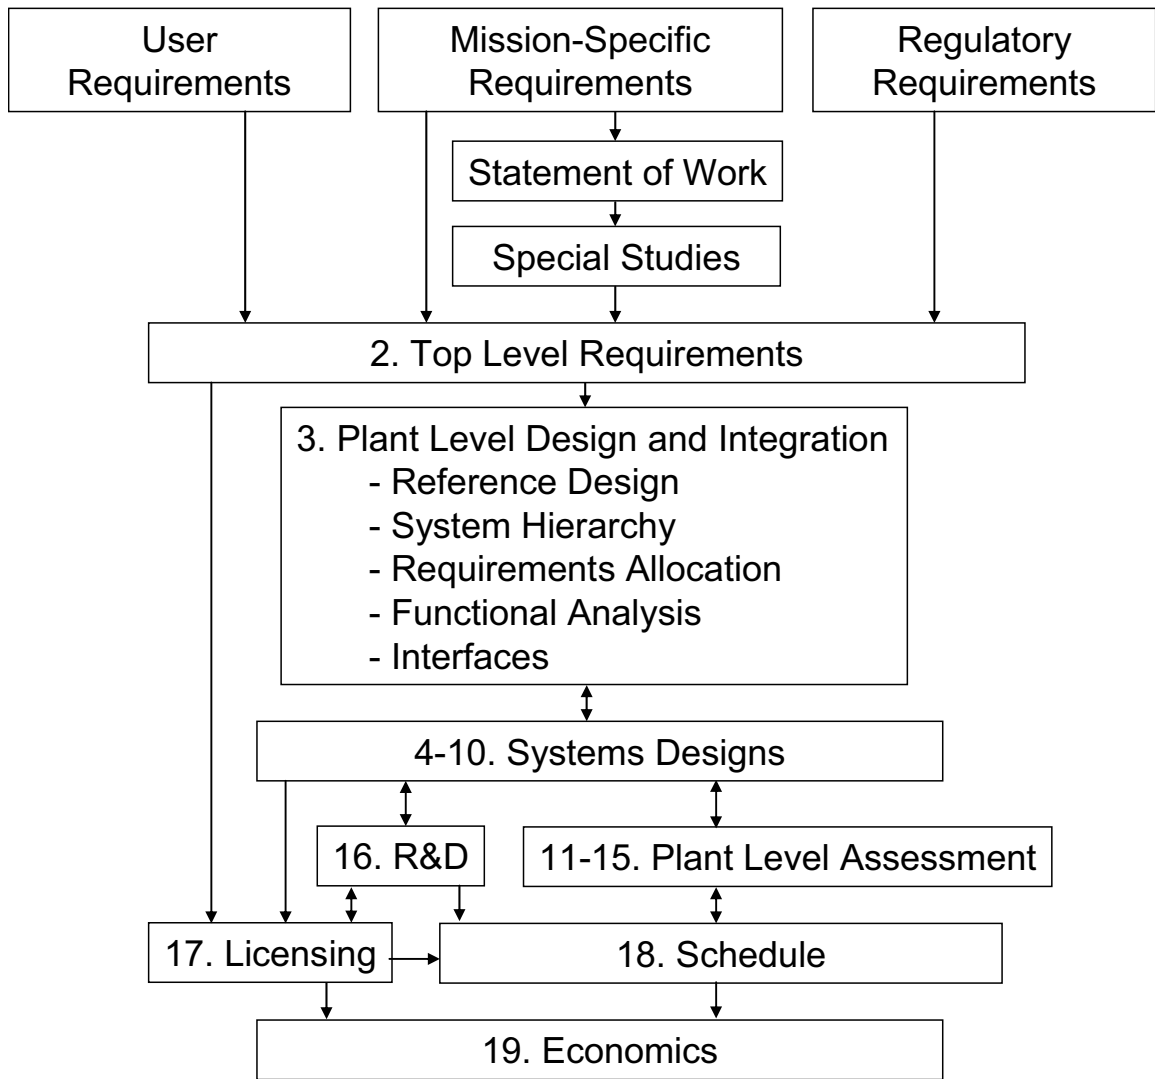 User
Requirements
Mission-Specific
Requirements
Regulatory
Requirements
Statement of Work
Special Studies
2. Top Level Requirements
3. Plant Level Design and Integration
- Reference Design
- System Hierarchy
- Requirements Allocation
- Functional Analysis
- Interfaces
4-10. Systems Designs
16. R&D
11-15. Plant Level Assessment
17. Licensing
18. Schedule
19. Economics